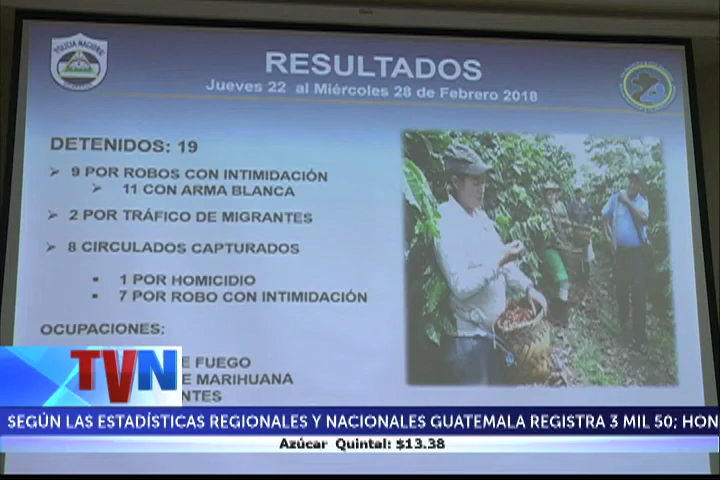 POLICÍA NACIONAL
RESULTADOS
Jueves 22 al Miércoles 28 de Febrero 2018
DETENIDOS: 19
➢ 9 POR ROBOS CON INTIMIDACIÓN
➢ 11 CON ARMA BLANCA
➢ 2 POR TRÁFICO DE MIGRANTES
➢ 8 CIRCULADOS CAPTURADOS
▪ 1 POR HOMICIDIO
▪ 7 POR ROBO CON INTIMIDACIÓN
OCUPACIONES:
E FUEGO
E MARIHUANA
NTES
TVN
SEGÚN LAS ESTADÍSTICAS REGIONALES Y NACIONALES GUATEMALA REGISTRA 3 MIL 50; HON
Azúcar Quintal: $13.38